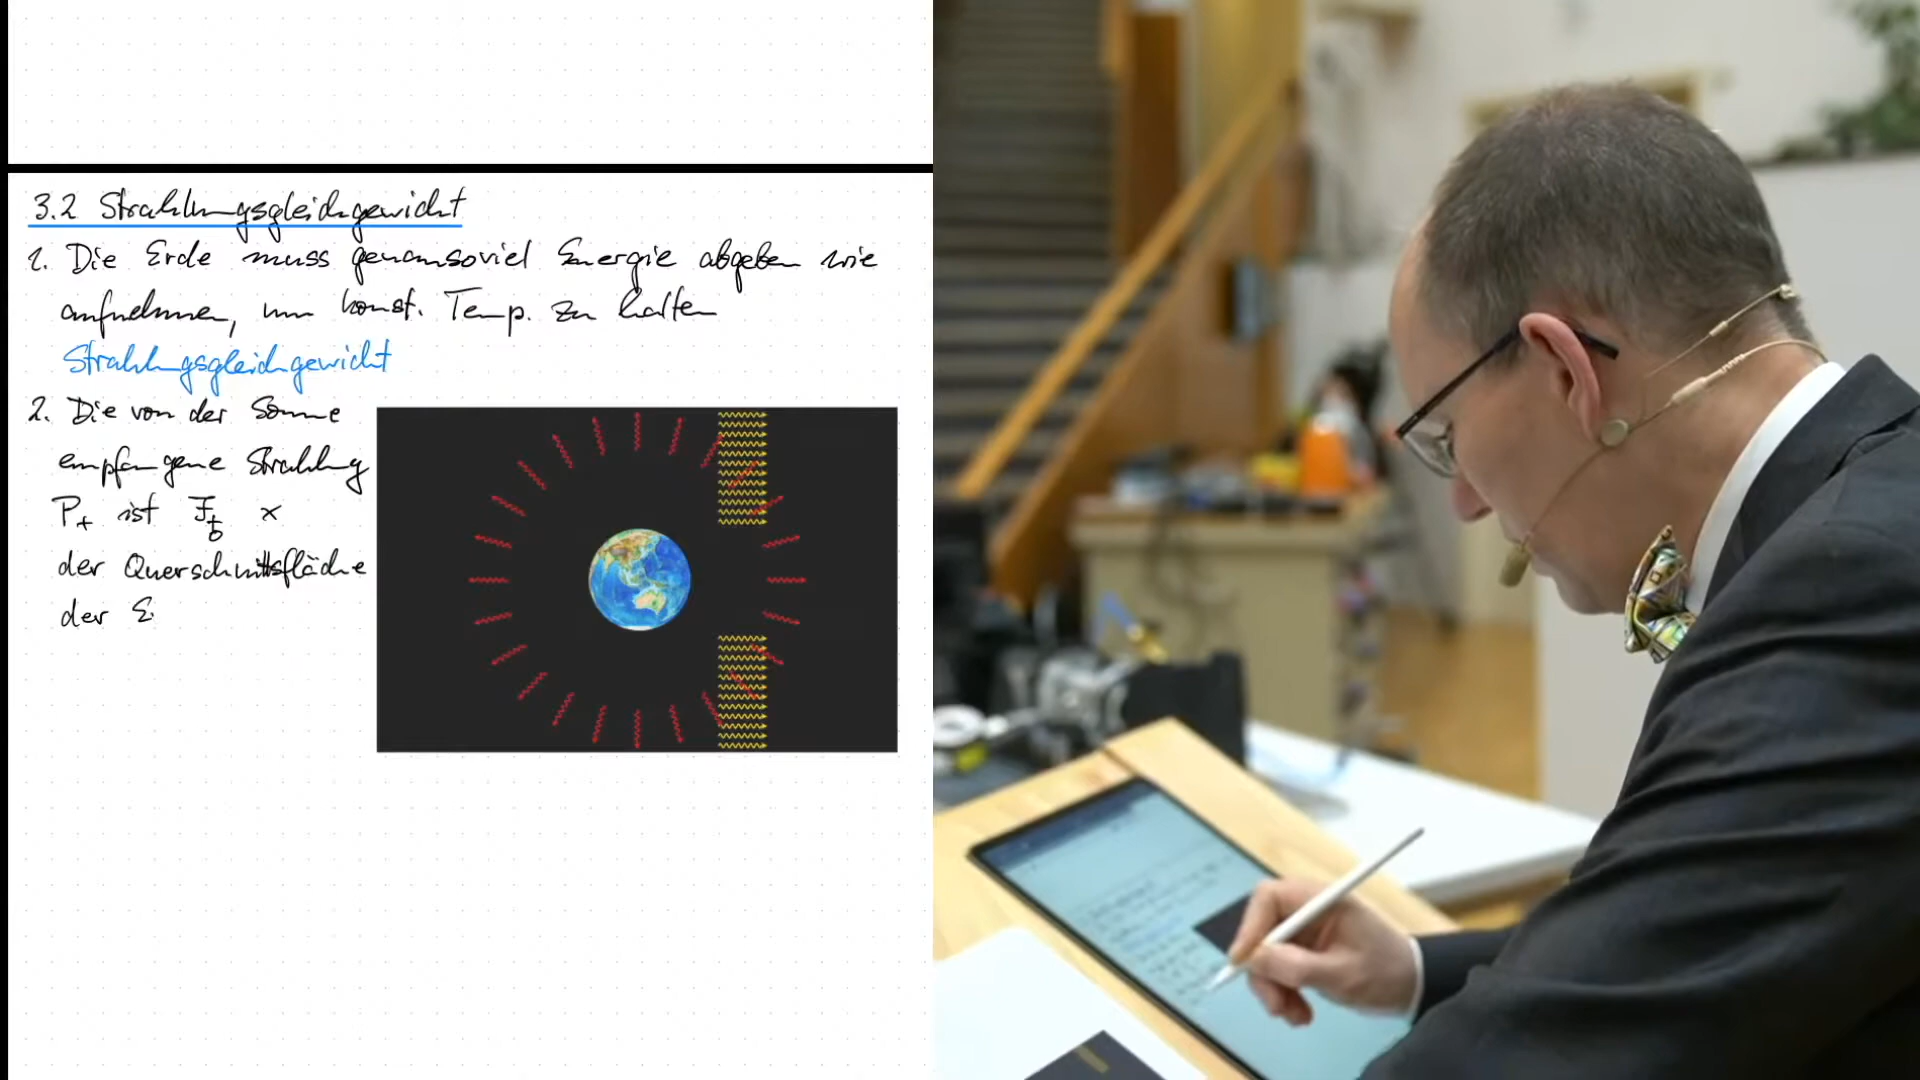 3.2 Strahlungsgleichgewicht
1. Die Erde muss genausoviel Energie abgeben wie
aufnehmen, um konst. Temp. zu halten
Strahlungsgleichgewicht
2. Die von der Sonne
empfangene Strahlung
P+ ist x
der Querschnittsfläche
der E